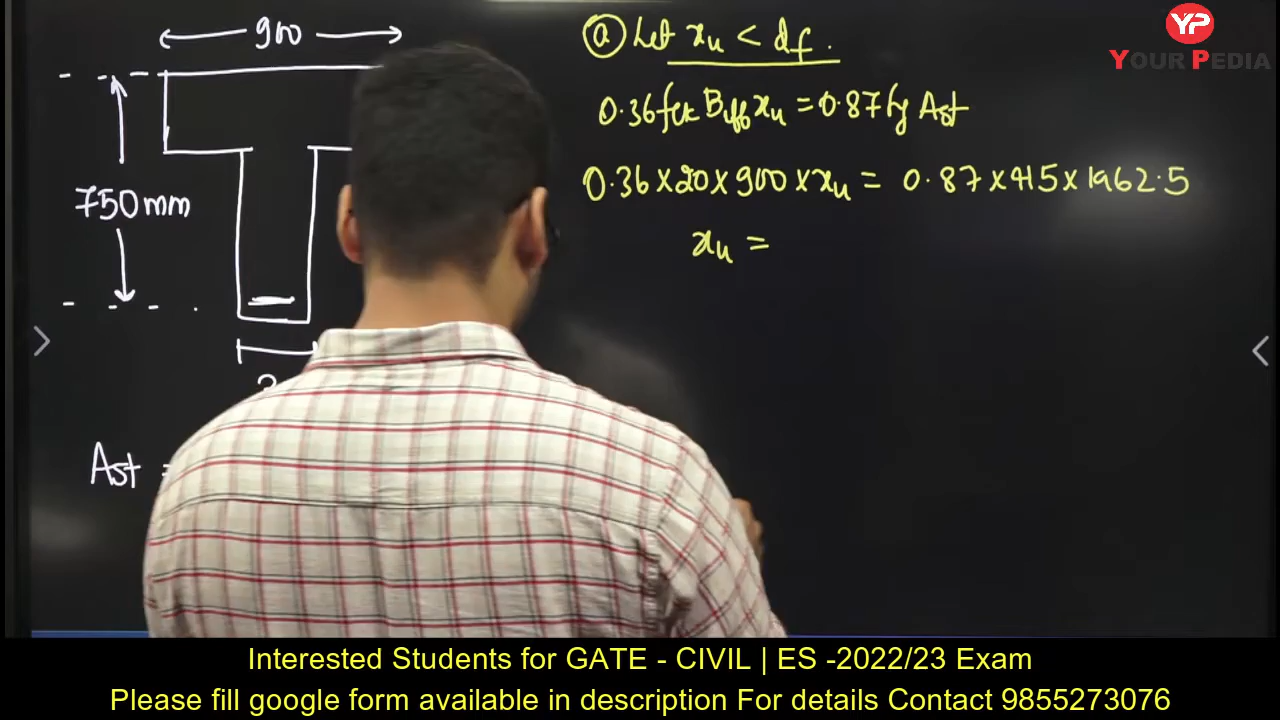 900
750mm
Ast =
ⓐ Let xu < df.
0.36fck Beff xu = 0.87fy Ast
0.36×20×900×xu = 0.87×415×1962.5
xu =
YP
YOUR PEDIA
Interested Students for GATE - CIVIL | ES -2022/23 Exam
Please fill google form available in description For details Contact 9855273076